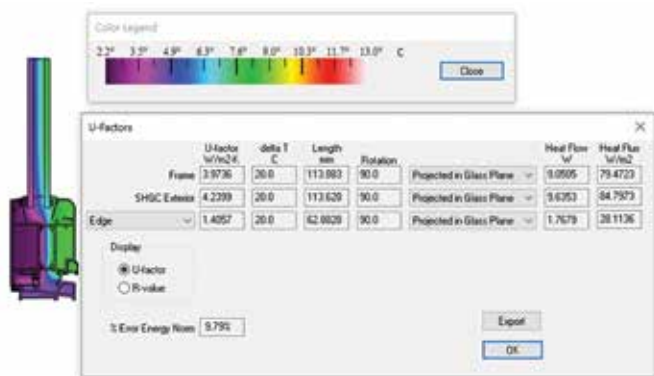 Color Legend
2.2° 3.5° 4.9° 6.3° 7.6° 9.0° 10.3° 11.7° 13.0° C
Close
U-Factors
U-factor W/m2-K delta T C Length mm Rotation Heat Flow W Heat Flux W/m2
Frame 3.9736 20.0 113.883 90.0 Projected in Glass Plane 9.0505 79.4723
SHGC Exterior 4.2399 20.0 113.628 90.0 Projected in Glass Plane 9.6353 84.7973
Edge 1.4057 20.0 62.8828 90.0 Projected in Glass Plane 1.7679 28.1136
Display
U-factor
R-value
% Error Energy Norm 9.79%
Export
OK